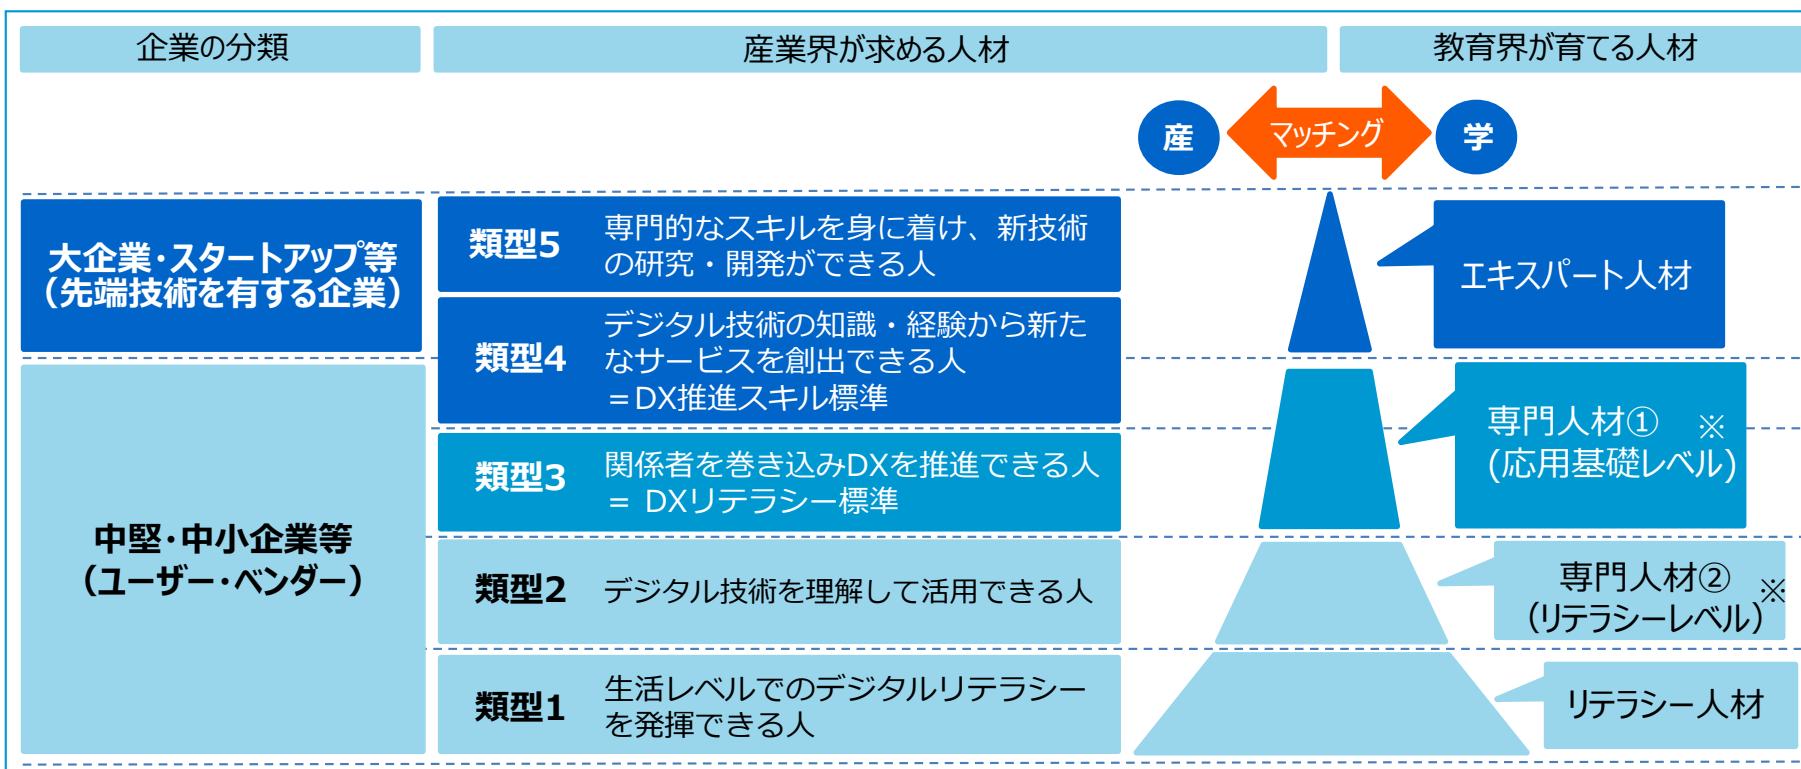 企業の分類
産業界が求める人材
教育界が育てる人材
産
マッチング
学
大企業・スタートアップ等
（先端技術を有する企業）
類型5
専門的なスキルを身に着け、新技術
の研究・開発ができる人
エキスパート人材
類型4
デジタル技術の知識・経験から新た
なサービスを創出できる人
＝DX推進スキル標準
専門人材① ※
(応用基礎レベル)
類型3
関係者を巻き込みDXを推進できる人
＝ DXリテラシー標準
中堅・中小企業等
（ユーザー・ベンダー）
類型2
デジタル技術を理解して活用できる人
専門人材② ※
（リテラシーレベル）
類型1
生活レベルでのデジタルリテラシー
を発揮できる人
リテラシー人材